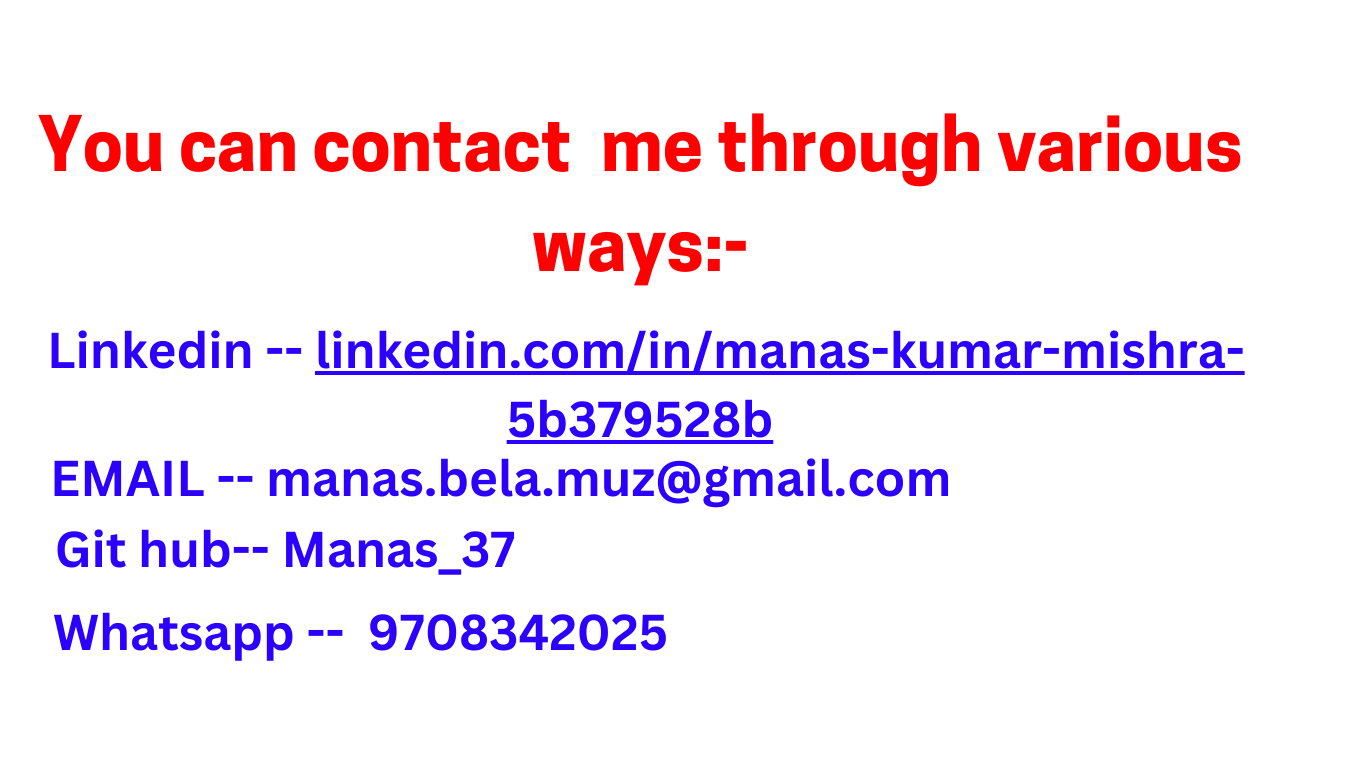 You can contact  me through various
ways:-
Linkedin -- linkedin.com/in/manas-kumar-mishra-
5b379528b
EMAIL -- manas.bela.muz@gmail.com
Git hub-- Manas_37
Whatsapp --  9708342025